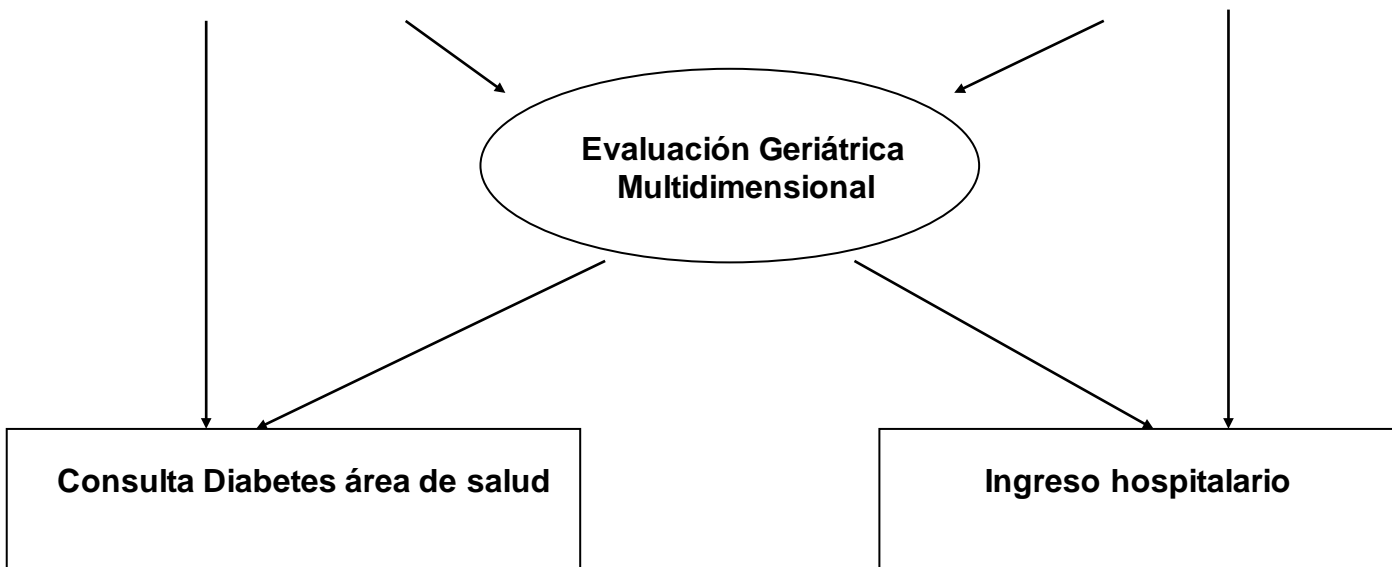 Evaluación Geriátrica
Multidimensional
Consulta Diabetes área de salud
Ingreso hospitalario